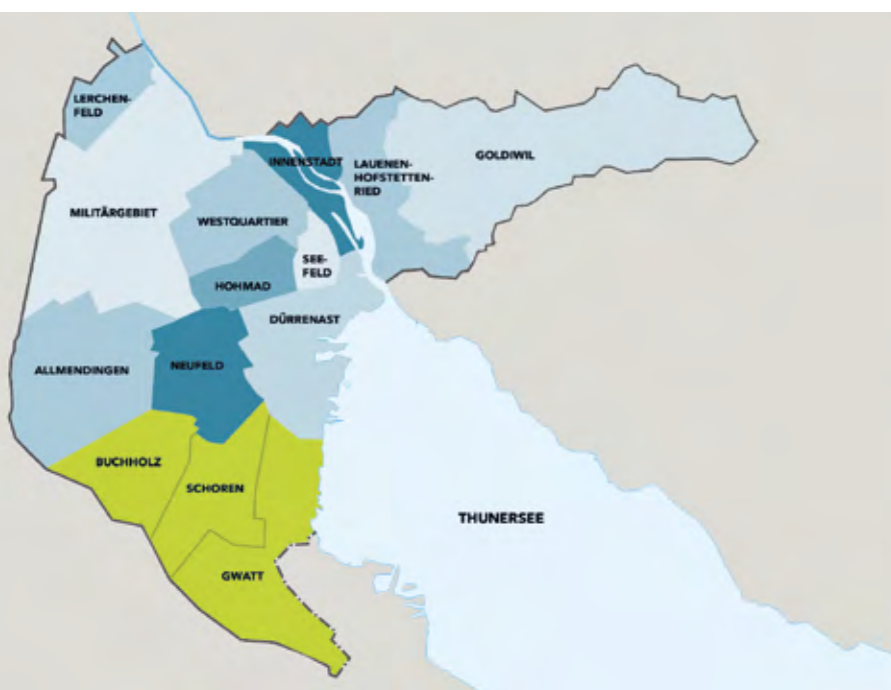 LERCHEN-
FELD
INNENSTADT
LAUENEN-
HOFSTETTEN-
RIED
GOLDIWIL
MILITÄRGEBIET
WESTQUARTIER
SEE-
FELD
HOHMAD
DÜRRENAST
ALLMENDINGEN
NEUFELD
BUCHHOLZ
SCHOREN
THUNERSEE
GWATT